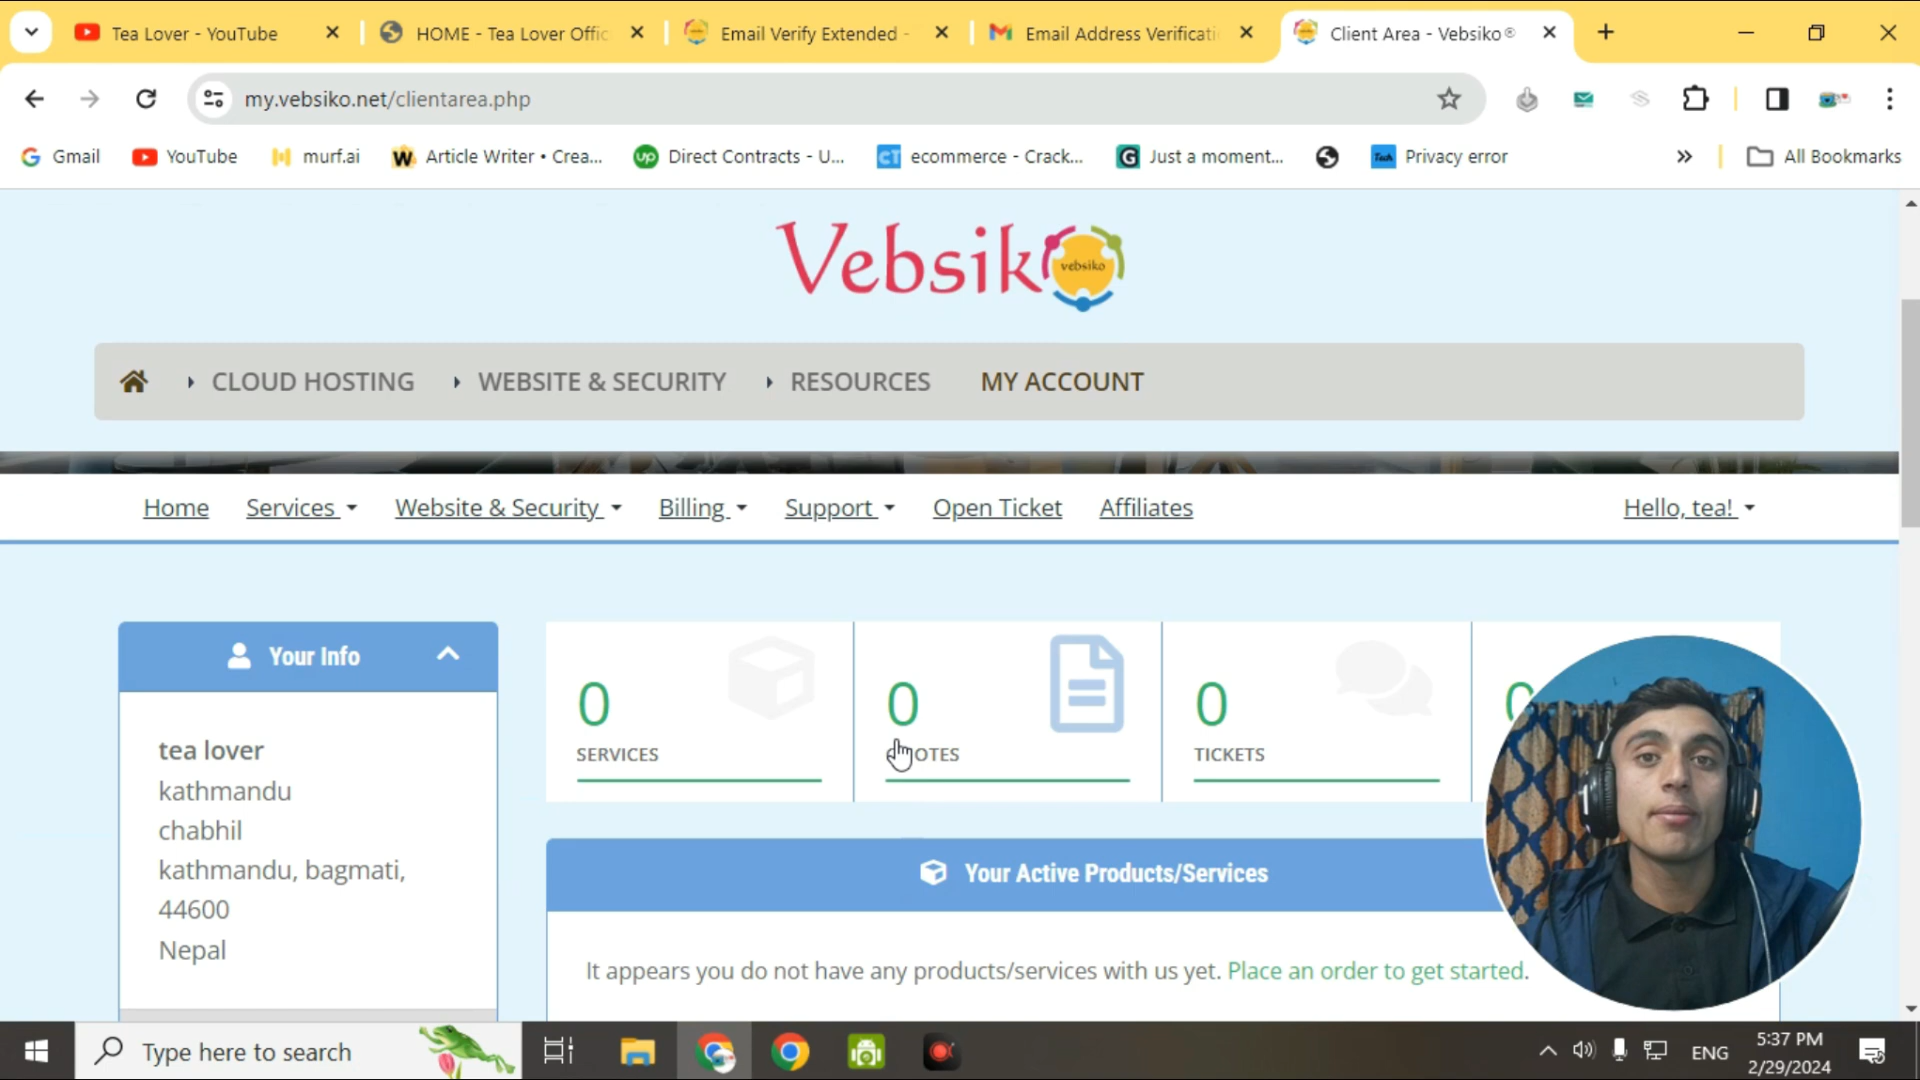 Tea Lover - YouTube
HOME - Tea Lover Offic
Email Verify Extended -
Email Address Verificati
Client Area - Vebsiko®
my.vebsiko.net/clientarea.php
Gmail
YouTube
murf.ai
Article Writer • Crea...
Direct Contracts - U...
ecommerce - Crack...
Just a moment...
Privacy error
All Bookmarks
Vebsik
vebsiko
CLOUD HOSTING
WEBSITE & SECURITY
RESOURCES
MY ACCOUNT
Home
Services
Website & Security
Billing
Support
Open Ticket
Affiliates
Hello, tea!
Your Info
tea lover
kathmandu
chabhil
kathmandu, bagmati,
44600
Nepal
0
SERVICES
0
OTES
0
TICKETS
0
Your Active Products/Services
It appears you do not have any products/services with us yet. Place an order to get started.
Type here to search
ENG
5:37 PM
2/29/2024